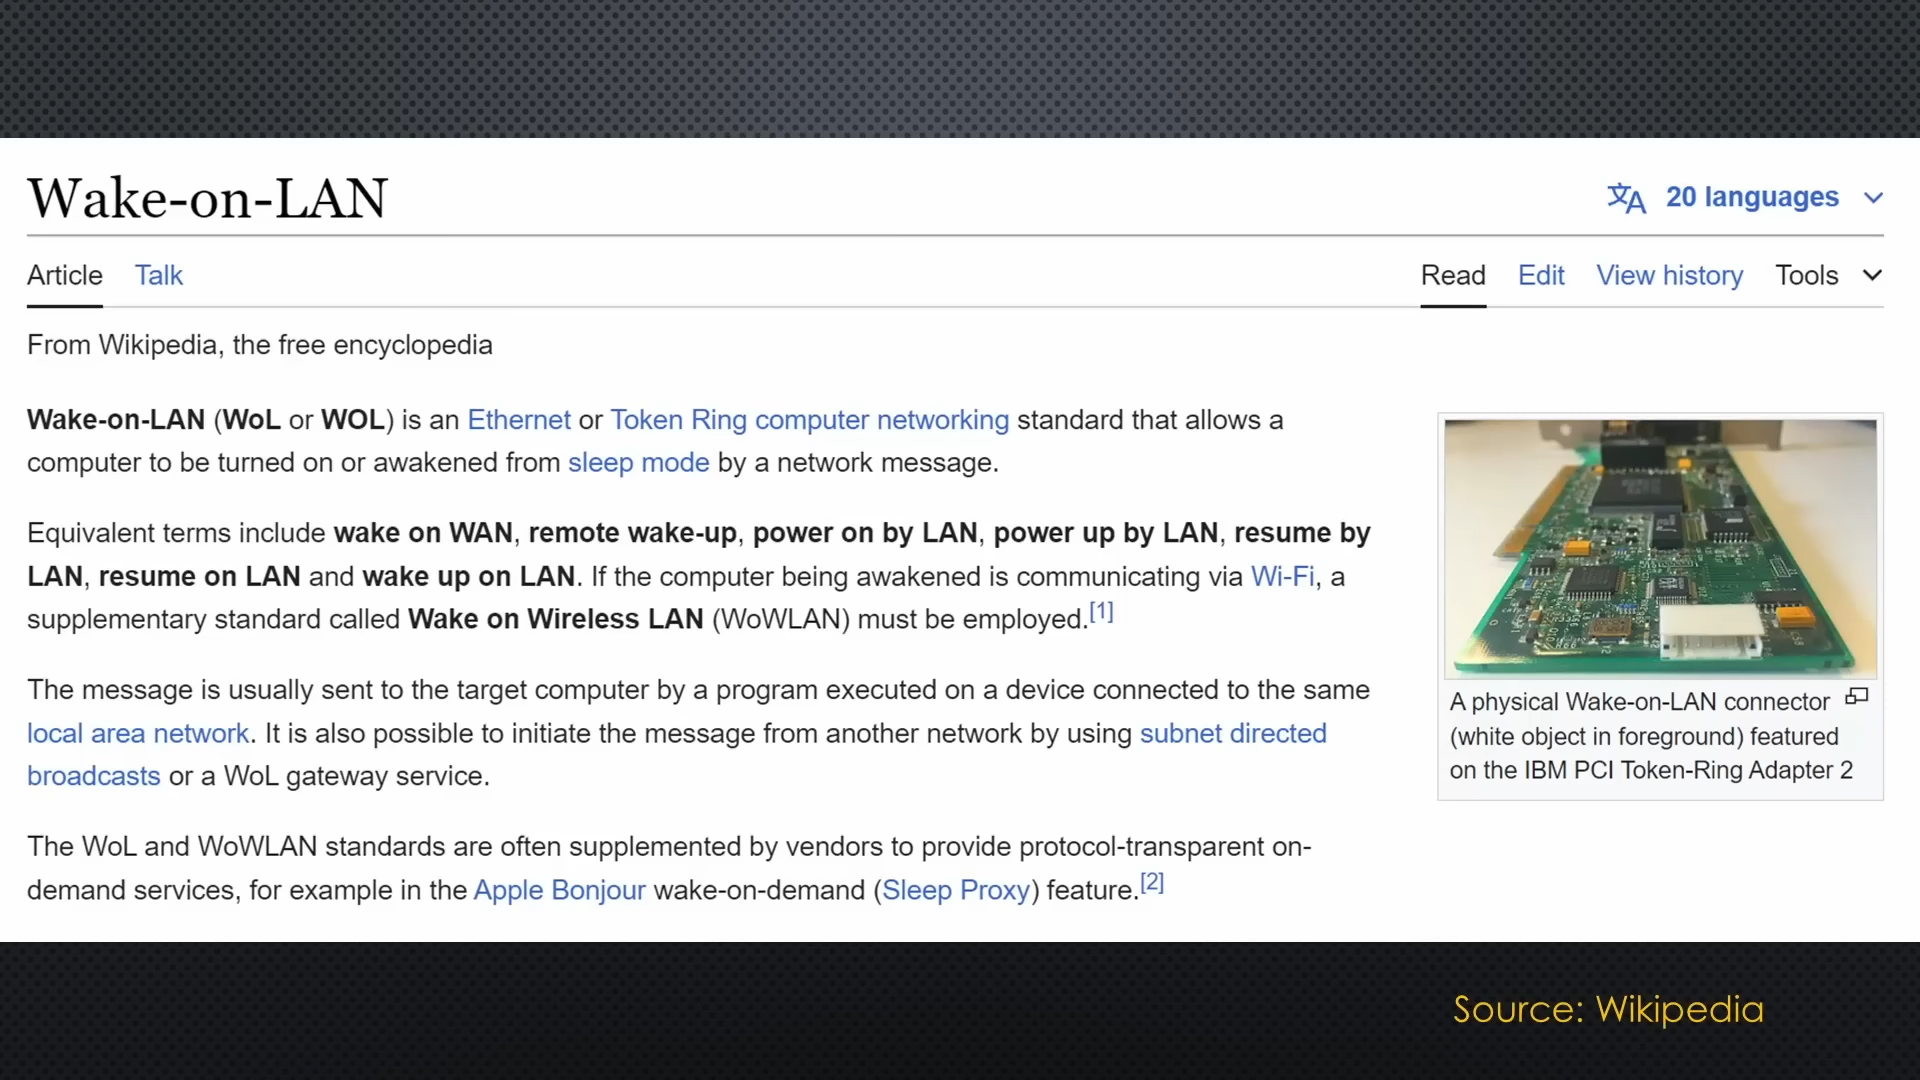 Wake-on-LAN
20 languages
Article Talk
Read Edit View history Tools
From Wikipedia, the free encyclopedia
Wake-on-LAN (WoL or WOL) is an Ethernet or Token Ring computer networking standard that allows a
computer to be turned on or awakened from sleep mode by a network message.
Equivalent terms include wake on WAN, remote wake-up, power on by LAN, power up by LAN, resume by
LAN, resume on LAN and wake up on LAN. If the computer being awakened is communicating via Wi-Fi, a
supplementary standard called Wake on Wireless LAN (WoWLAN) must be employed.[1]
The message is usually sent to the target computer by a program executed on a device connected to the same
local area network. It is also possible to initiate the message from another network by using subnet directed
broadcasts or a WoL gateway service.
The WoL and WoWLAN standards are often supplemented by vendors to provide protocol-transparent on-
demand services, for example in the Apple Bonjour wake-on-demand (Sleep Proxy) feature.[2]
A physical Wake-on-LAN connector
(white object in foreground) featured
on the IBM PCI Token-Ring Adapter 2
Source: Wikipedia